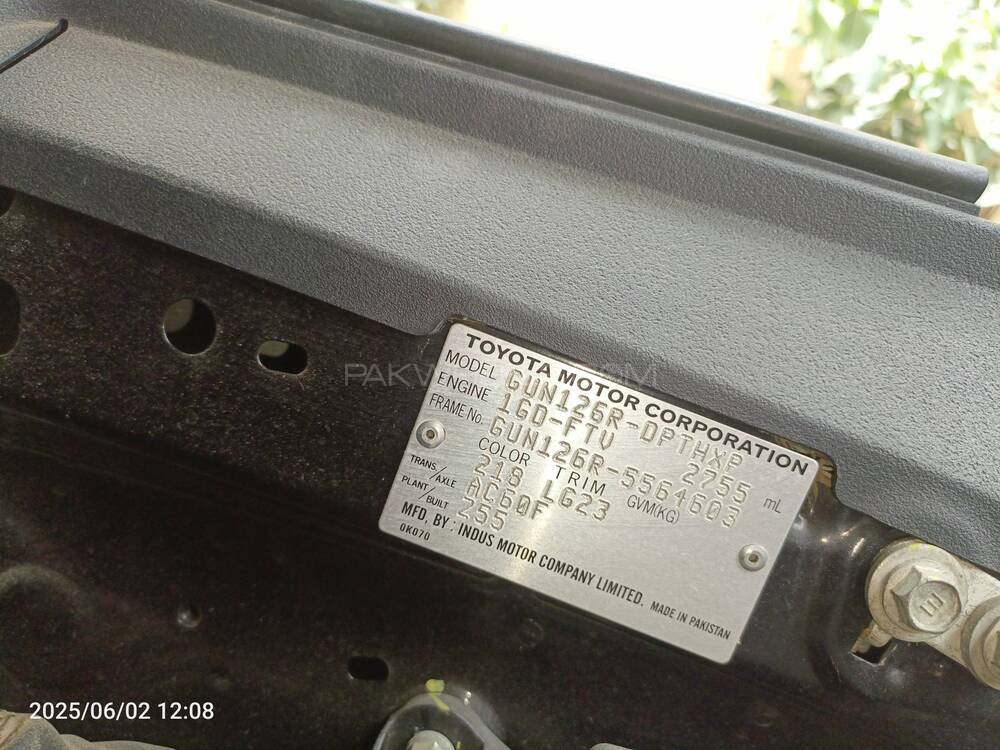 TOYOTA MOTOR CORPORATION
MODEL GUN126R-DPTHXP
ENGINE 1GD-FTV 2755 mL
FRAME No. GUN126R-5564603
COLOR TRIM GVM(KG)
218 LG23
TRANS./AXLE AC60F
PLANT/BUILT 255
MFD, BY: INDUS MOTOR COMPANY LIMITED. MADE IN PAKISTAN
0K070
2025/06/02 12:08